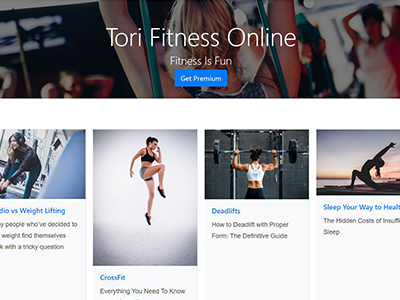 Tori Fitness Online
Fitness Is Fun
Get Premium
dio vs Weight Lifting
ny people who've decided to
weight find themselves
k with a tricky question
CrossFit
Everything You Need To Know
Deadlifts
How to Deadlift with Proper
Form: The Definitive Guide
Sleep Your Way to Healt
The Hidden Costs of Insuffi
Sleep